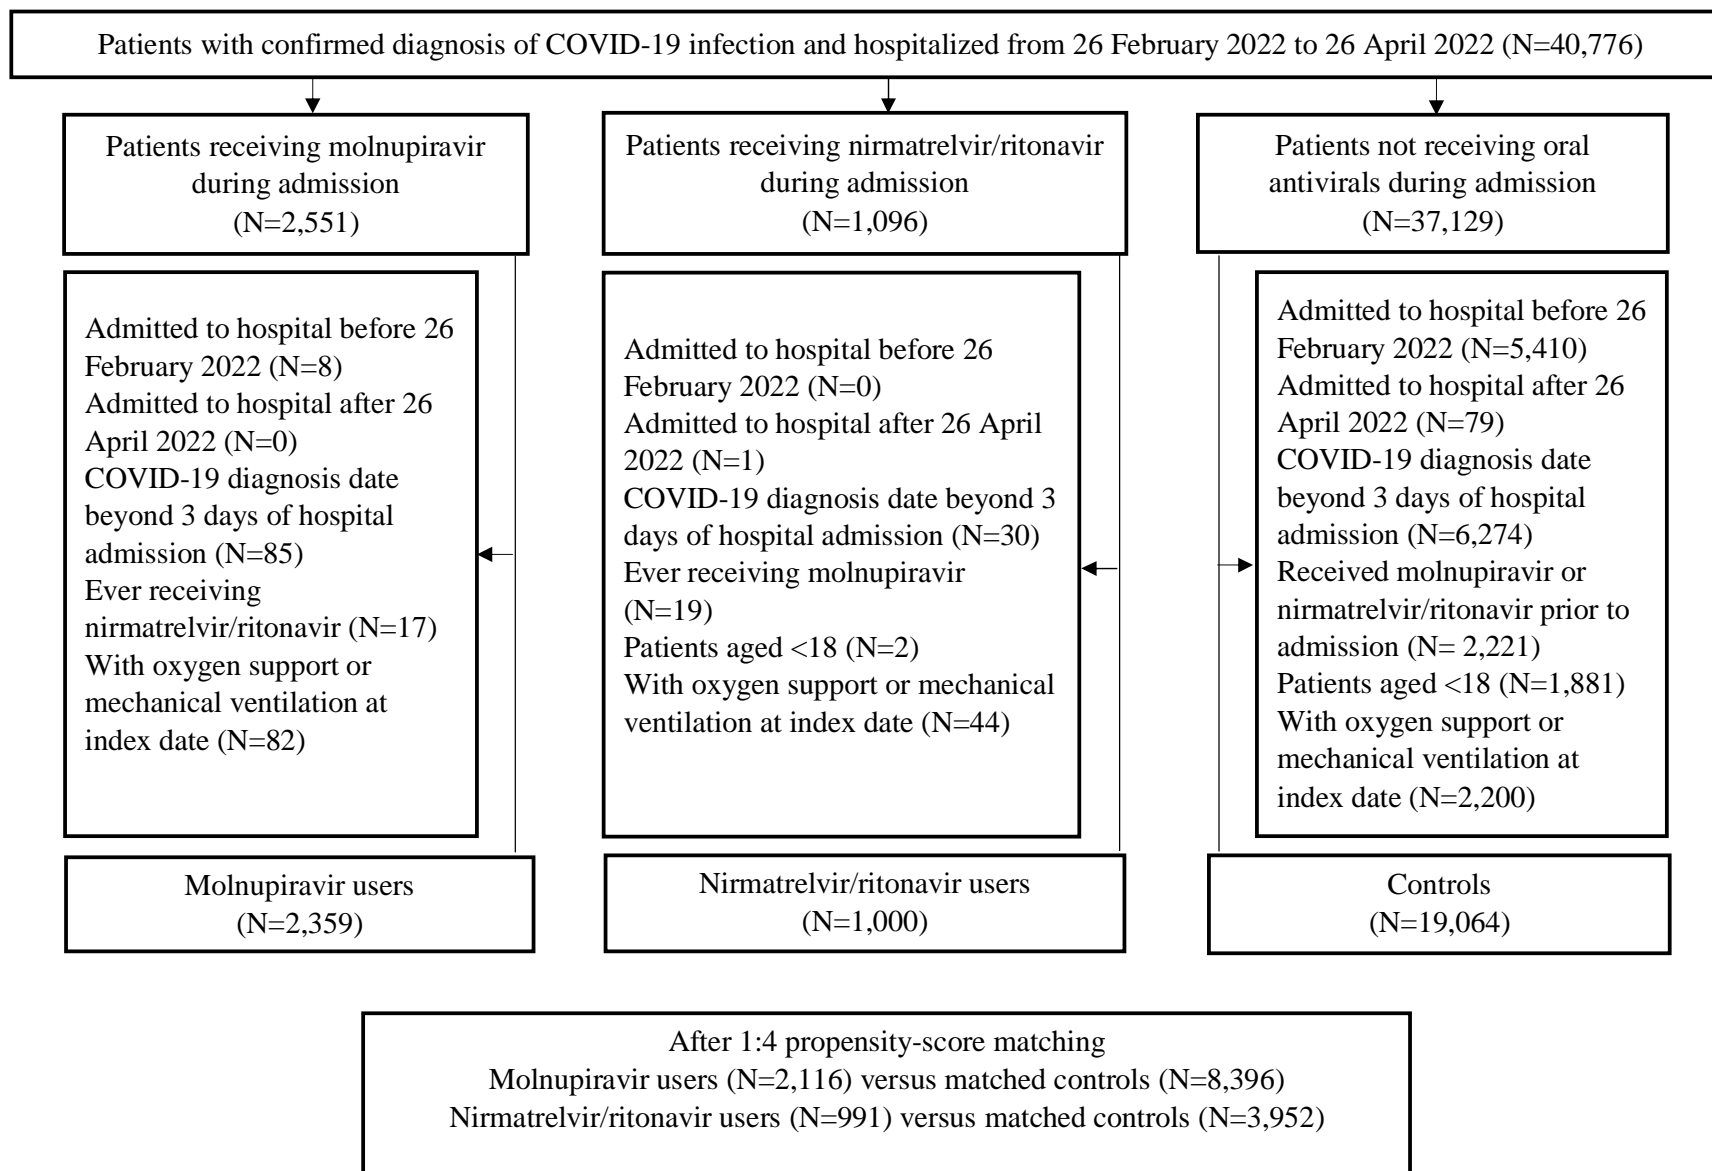 Patients with confirmed diagnosis of COVID-19 infection and hospitalized from 26 February 2022 to 26 April 2022 (N=40,776)
Patients receiving molnupiravir
during admission
(N=2,551)
Patients receiving nirmatrelvir/ritonavir
during admission
(N=1,096)
Patients not receiving oral
antivirals during admission
(N=37,129)
Admitted to hospital before 26
February 2022 (N=8)
Admitted to hospital after 26
April 2022 (N=0)
COVID-19 diagnosis date
beyond 3 days of hospital
admission (N=85)
Ever receiving
nirmatrelvir/ritonavir (N=17)
With oxygen support or
mechanical ventilation at
index date (N=82)
Admitted to hospital before 26
February 2022 (N=0)
Admitted to hospital after 26 April
2022 (N=1)
COVID-19 diagnosis date beyond 3
days of hospital admission (N=30)
Ever receiving molnupiravir
(N=19)
Patients aged <18 (N=2)
With oxygen support or mechanical
ventilation at index date (N=44)
Admitted to hospital before 26
February 2022 (N=5,410)
Admitted to hospital after 26
April 2022 (N=79)
COVID-19 diagnosis date
beyond 3 days of hospital
admission (N=6,274)
Received molnupiravir or
nirmatrelvir/ritonavir prior to
admission (N= 2,221)
Patients aged <18 (N=1,881)
With oxygen support or
mechanical ventilation at
index date (N=2,200)
Molnupiravir users
(N=2,359)
Nirmatrelvir/ritonavir users
(N=1,000)
Controls
(N=19,064)
After 1:4 propensity-score matching
Molnupiravir users (N=2,116) versus matched controls (N=8,396)
Nirmatrelvir/ritonavir users (N=991) versus matched controls (N=3,952)